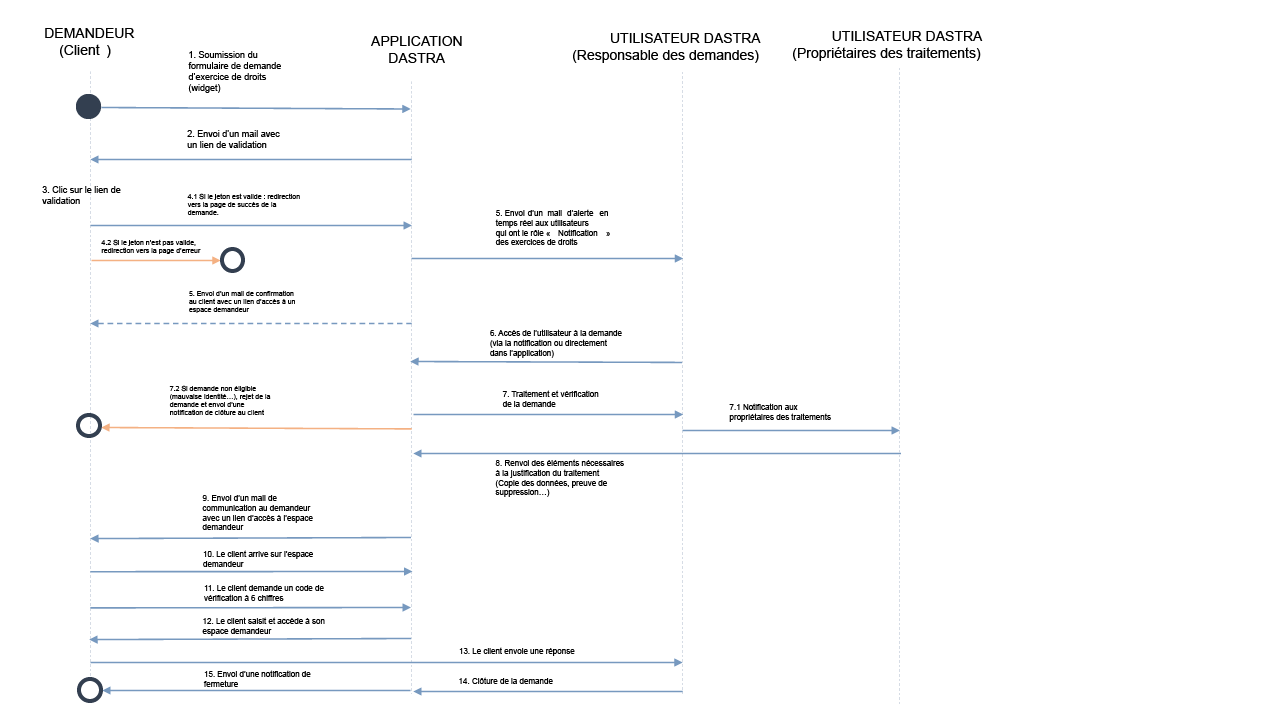 DEMANDEUR
(Client )
APPLICATION
DASTRA
UTILISATEUR DASTRA
(Responsable des demandes)
UTILISATEUR DASTRA
(Propriétaires des traitements)
1. Soumission du
formulaire de demande
d'exercice de droits
(widget)
2. Envoi d'un mail avec
un lien de validation
3. Clic sur le lien de
validation
4.1 Si le jeton est valide : redirection
vers la page de succès de la
demande.
4.2 Si le jeton n'est pas valide,
redirection vers la page d'erreur
5. Envoi d'un mail d'alerte en
temps réel aux utilisateurs
qui ont le rôle « Notification »
des exercices de droits
5. Envoi d'un mail de confirmation
au client avec un lien d'accès à un
espace demandeur
6. Accès de l'utilisateur à la demande
(via la notification ou directement
dans l'application)
7.2 Si demande non éligible
(mauvaise identité…), rejet de la
demande et envoi d'une
notification de clôture au client
7. Traitement et vérification
de la demande
7.1 Notification aux
propriétaires des traitements
8. Renvoi des éléments nécessaires
à la justification du traitement
(Copie des données, preuve de
suppression…)
9. Envoi d'un mail de
communication au demandeur
avec un lien d'accès à l'espace
demandeur
10. Le client arrive sur l'espace
demandeur
11. Le client demande un code de
vérification à 6 chiffres
12. Le client saisit et accède à son
espace demandeur
13. Le client envoie une réponse
15. Envoi d'une notification de
fermeture
14. Clôture de la demande